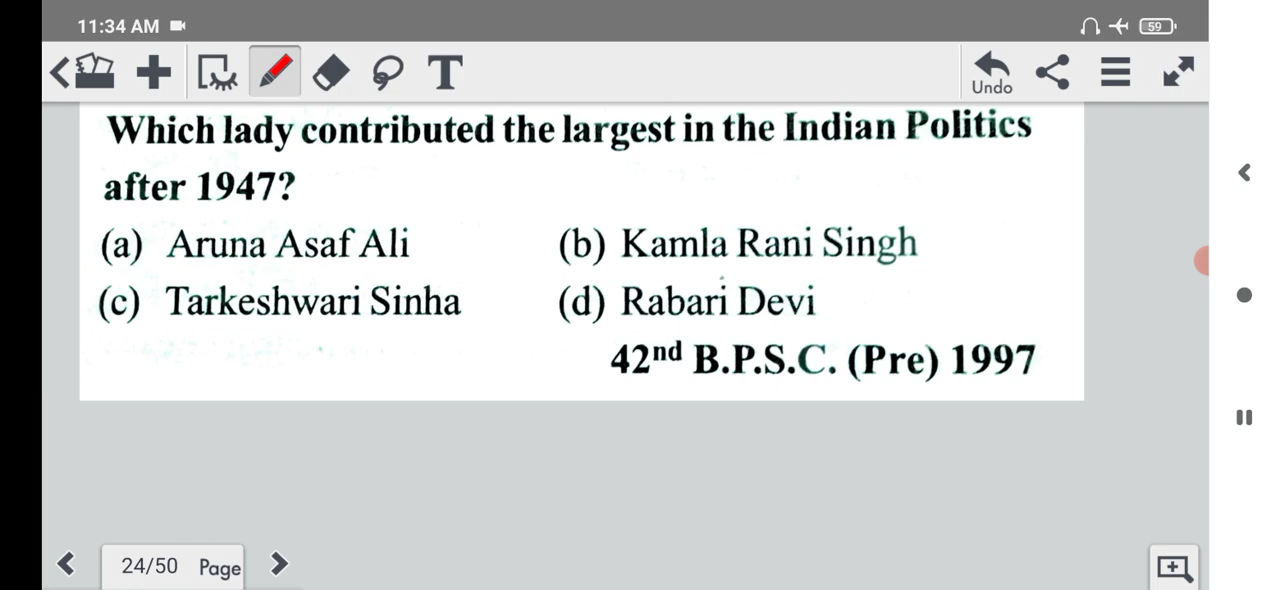 11:34 AM
59
T
Undo
Which lady contributed the largest in the Indian Politics
after 1947?
(a) Aruna Asaf Ali
(b) Kamla Rani Singh
(c) Tarkeshwari Sinha
(d) Rabari Devi
42nd B.P.S.C. (Pre) 1997
24/50 Page